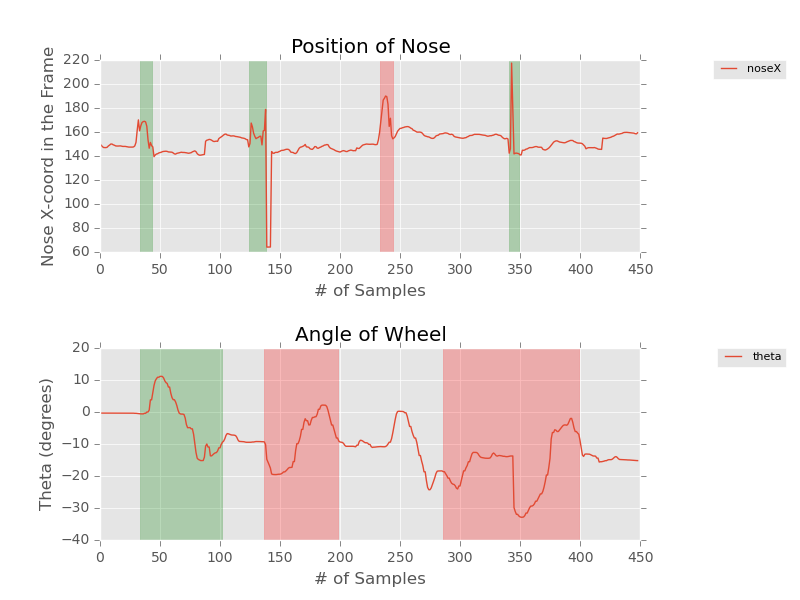 Position of Nose
Nose X-coord in the Frame
220
200
180
160
140
120
100
80
60
0 50 100 150 200 250 300 350 400 450
# of Samples
noseX
Angle of Wheel
Theta (degrees)
20
10
0
−10
−20
−30
−40
0 50 100 150 200 250 300 350 400 450
# of Samples
theta